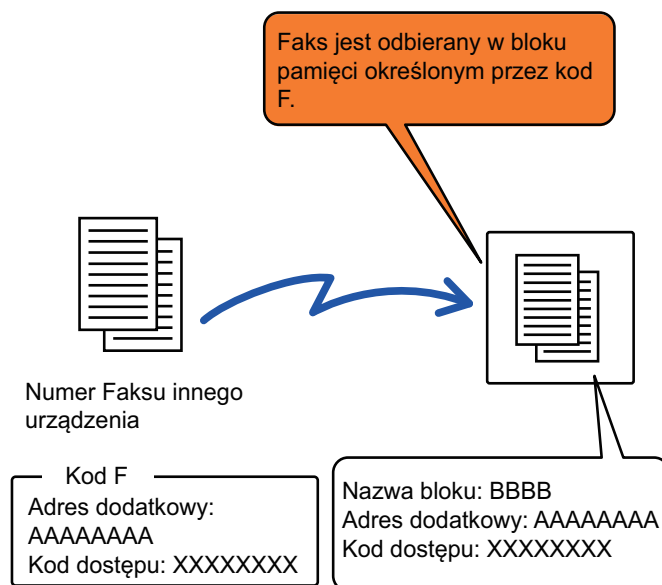 Faks jest odbierany w bloku
pamięci określonym przez kod
F.
Numer Faksu innego
urządzenia
Kod F
Adres dodatkowy:
AAAAAAAA
Kod dostępu: XXXXXXXX
Nazwa bloku: BBBB
Adres dodatkowy: AAAAAAAA
Kod dostępu: XXXXXXXX